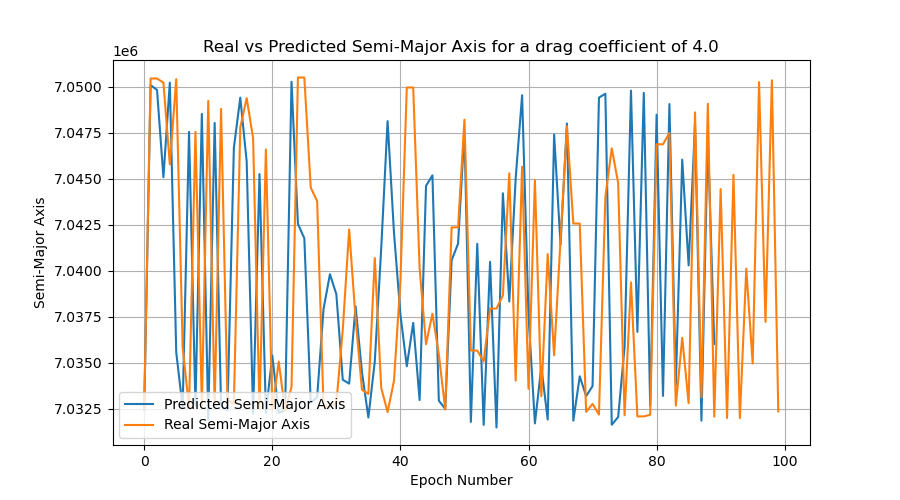 Real vs Predicted Semi-Major Axis for a drag coefficient of 4.0
1e6
7.0500
7.0475
7.0450
7.0425
7.0400
7.0375
7.0350
7.0325
Semi-Major Axis
Predicted Semi-Major Axis
Real Semi-Major Axis
0 20 40 60 80 100
Epoch Number